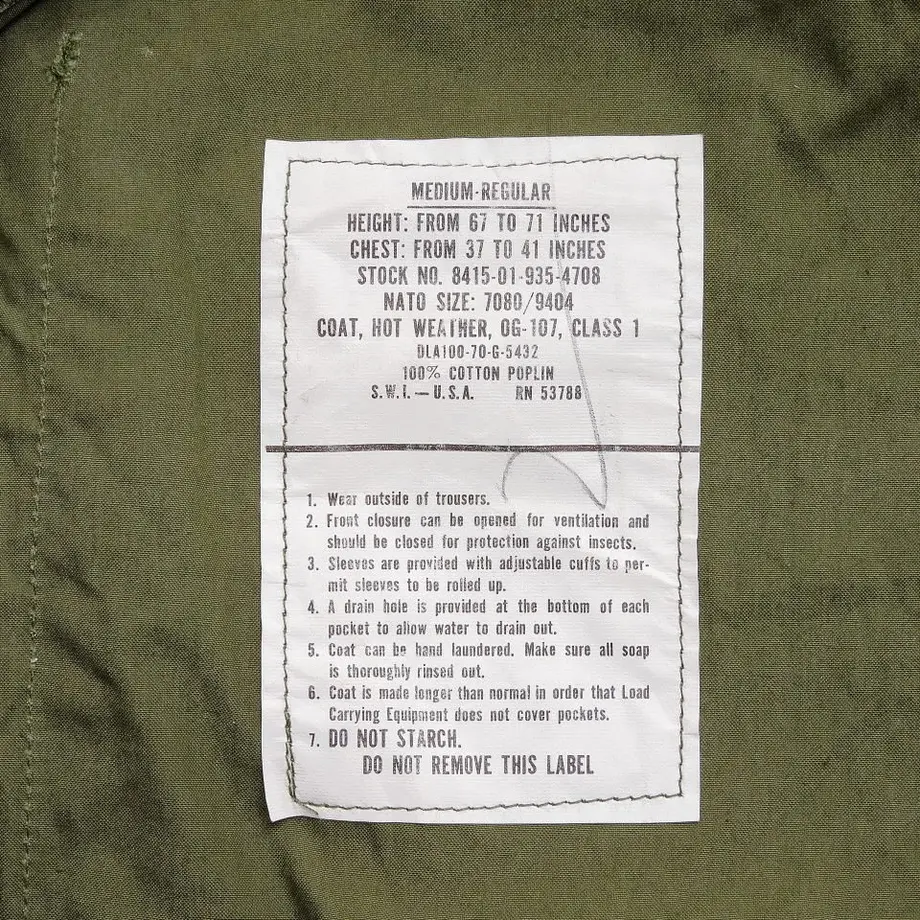 MEDIUM-REGULAR
HEIGHT: FROM 67 TO 71 INCHES
CHEST: FROM 37 TO 41 INCHES
STOCK NO. 8415-01-935-4708
NATO SIZE: 7080/9404
COAT, HOT WEATHER, OG-107, CLASS 1
DLA100-70-G-5432
100% COTTON POPLIN
S.W.I. — U.S.A. RN 53788
1. Wear outside of trousers.
2. Front closure can be opened for ventilation and
should be closed for protection against insects.
3. Sleeves are provided with adjustable cuffs to per-
mit sleeves to be rolled up.
4. A drain hole is provided at the bottom of each
pocket to allow water to drain out.
5. Coat can be hand laundered. Make sure all soap
is thoroughly rinsed out.
6. Coat is made longer than normal in order that Load
Carrying Equipment does not cover pockets.
7. DO NOT STARCH.
DO NOT REMOVE THIS LABEL